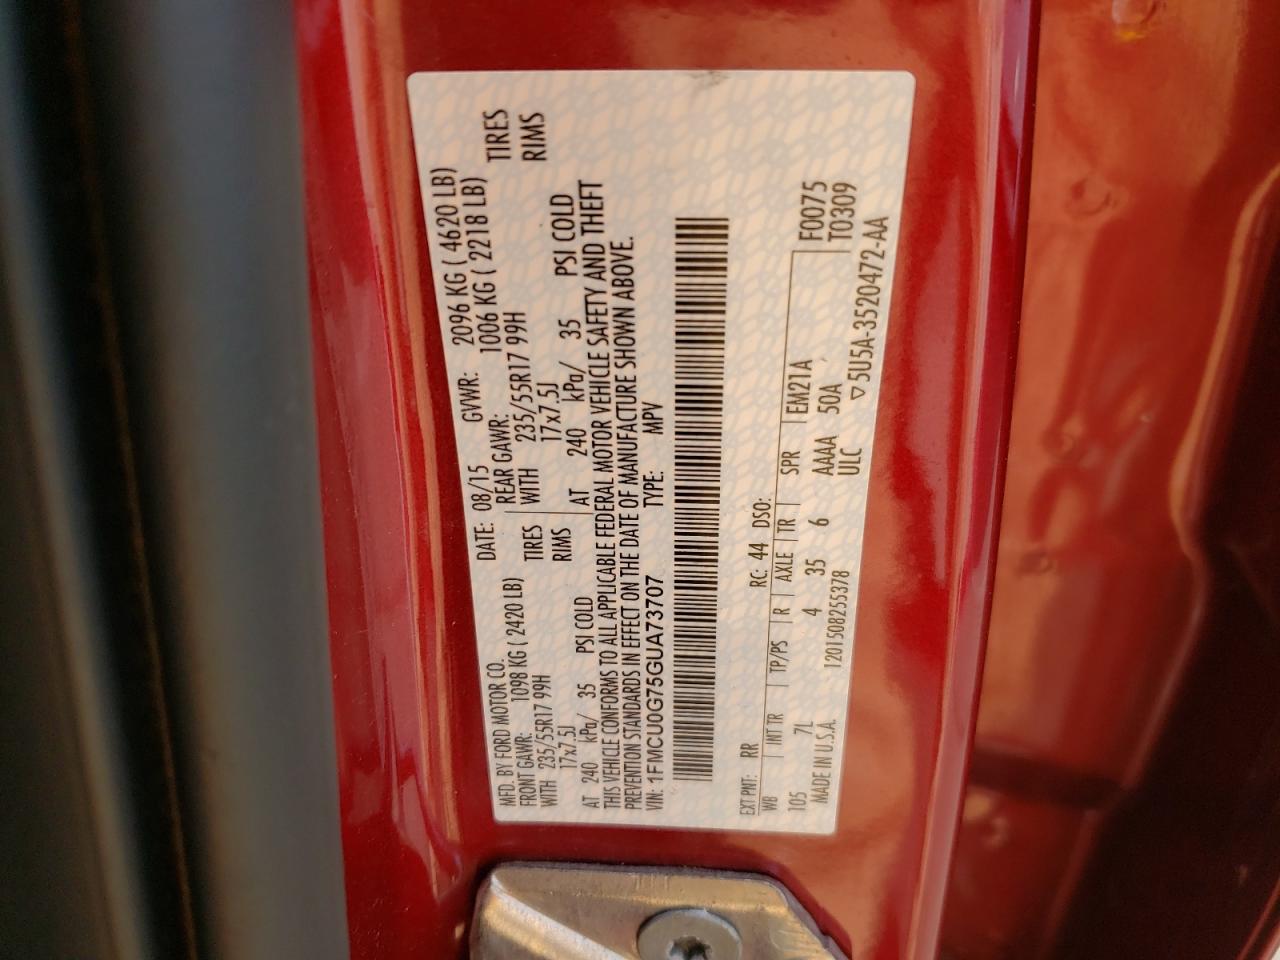 MFD. BY FORD MOTOR CO. DATE: 08/15 GVWR: 2096 KG ( 4620 LB)
FRONT GAWR: 1098 KG ( 2420 LB) REAR GAWR: 1006 KG ( 2218 LB)
WITH 235/55R17 99H TIRES WITH 235/55R17 99H TIRES
17x7.5J RIMS 17x7.5J RIMS
AT 240 kPa/ 35 PSI COLD AT 240 kPa/ 35 PSI COLD
THIS VEHICLE CONFORMS TO ALL APPLICABLE FEDERAL MOTOR VEHICLE SAFETY AND THEFT
PREVENTION STANDARDS IN EFFECT ON THE DATE OF MANUFACTURE SHOWN ABOVE.
VIN: 1FMCU0G75GUA73707 TYPE: MPV
EXT PNT: RR RC: 44 DSO:
WB INT TR TP/PS R AXLE TR SPR EM21A F0075
105 7L 4 35 6 AAAA 50A T0309
ULC
MADE IN U.S.A. 1201508255378 ▽5U5A-3520472-AA